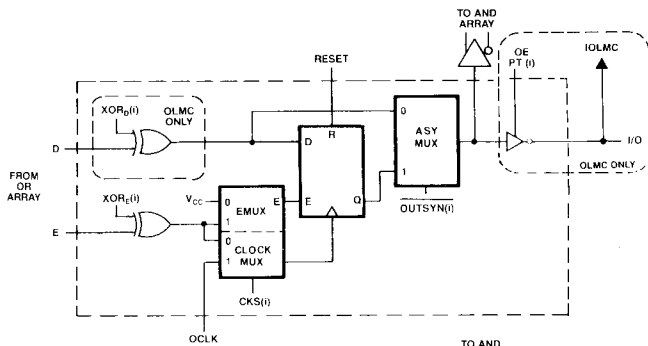 TO AND
ARRAY
OE
PT (i)
IOLMC
RESET
XOR_D(i)
OLMC
ONLY
0
ASY
MUX
1
D
R
D
E
Q
I/O
OLMC ONLY
FROM
OR
ARRAY
XOR_E(i)
V_CC
0
EMUX
E
1
0
CLOCK
MUX
1
OUTSYN(i)
E
CKS(i)
OCLK
TO AND